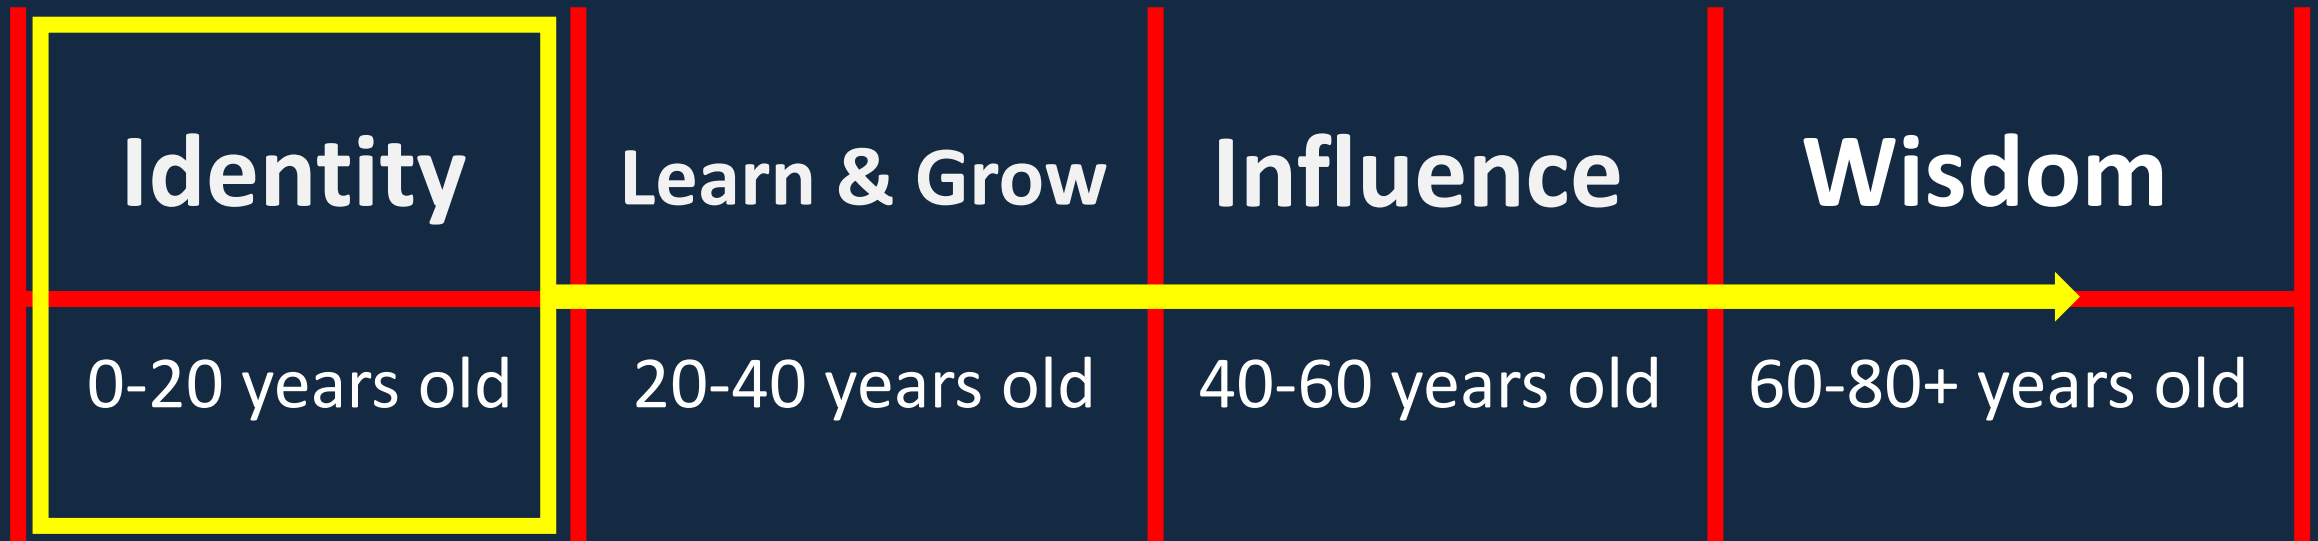 Identity
Learn & Grow
Influence
Wisdom
0-20 years old
20-40 years old
40-60 years old
60-80+ years old